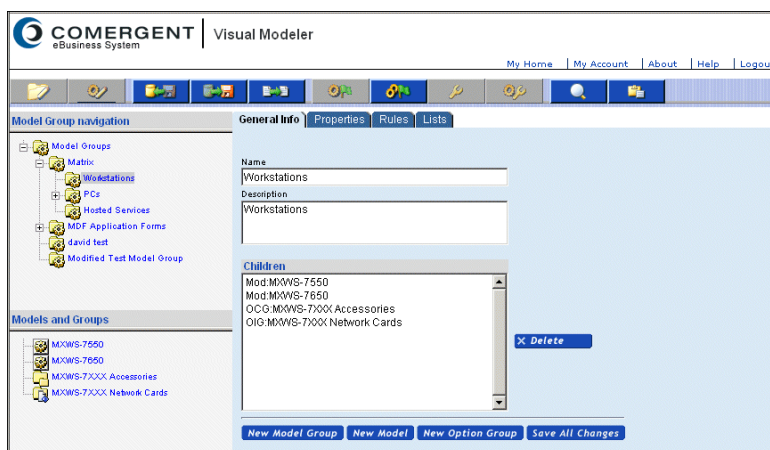 COMERGENT
eBusiness System
Visual Modeler
My Home | My Account | About | Help | Logou
Model Group navigation
Model Groups
Matrix
Workstations
PCs
Hosted Services
MDF Application Forms
david test
Modified Test Model Group
Models and Groups
MXWS-7550
MXWS-7650
MXWS-7XXX Accessories
MXWS-7XXX Network Cards
General Info Properties Rules Lists
Name
Workstations
Description
Workstations
Children
Mod:MXWS-7550
Mod:MXWS-7650
OCG:MXWS-7XXX Accessories
OIG:MXWS-7XXX Network Cards
X Delete
New Model Group New Model New Option Group Save All Changes